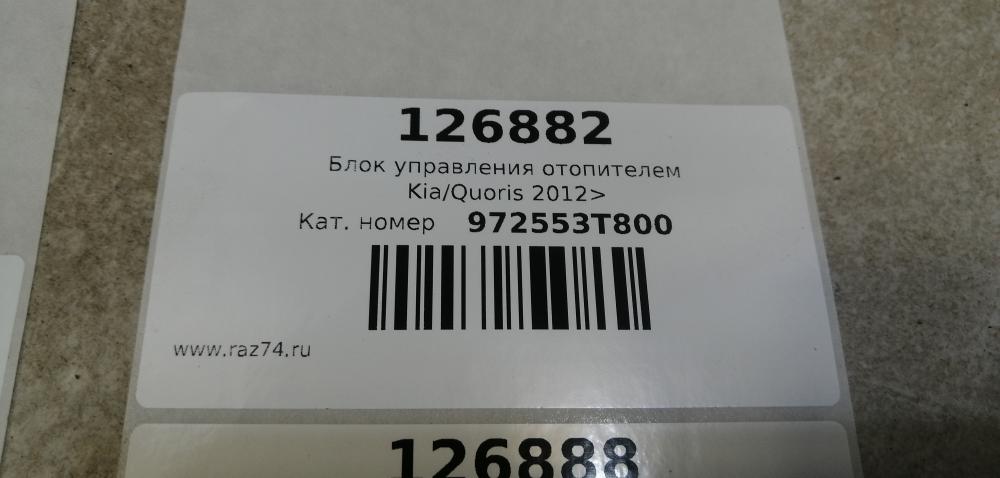 126882
Блок управления отопителем
Kia/Quoris 2012>
Кат. номер 972553T800
www.raz74.ru
126888